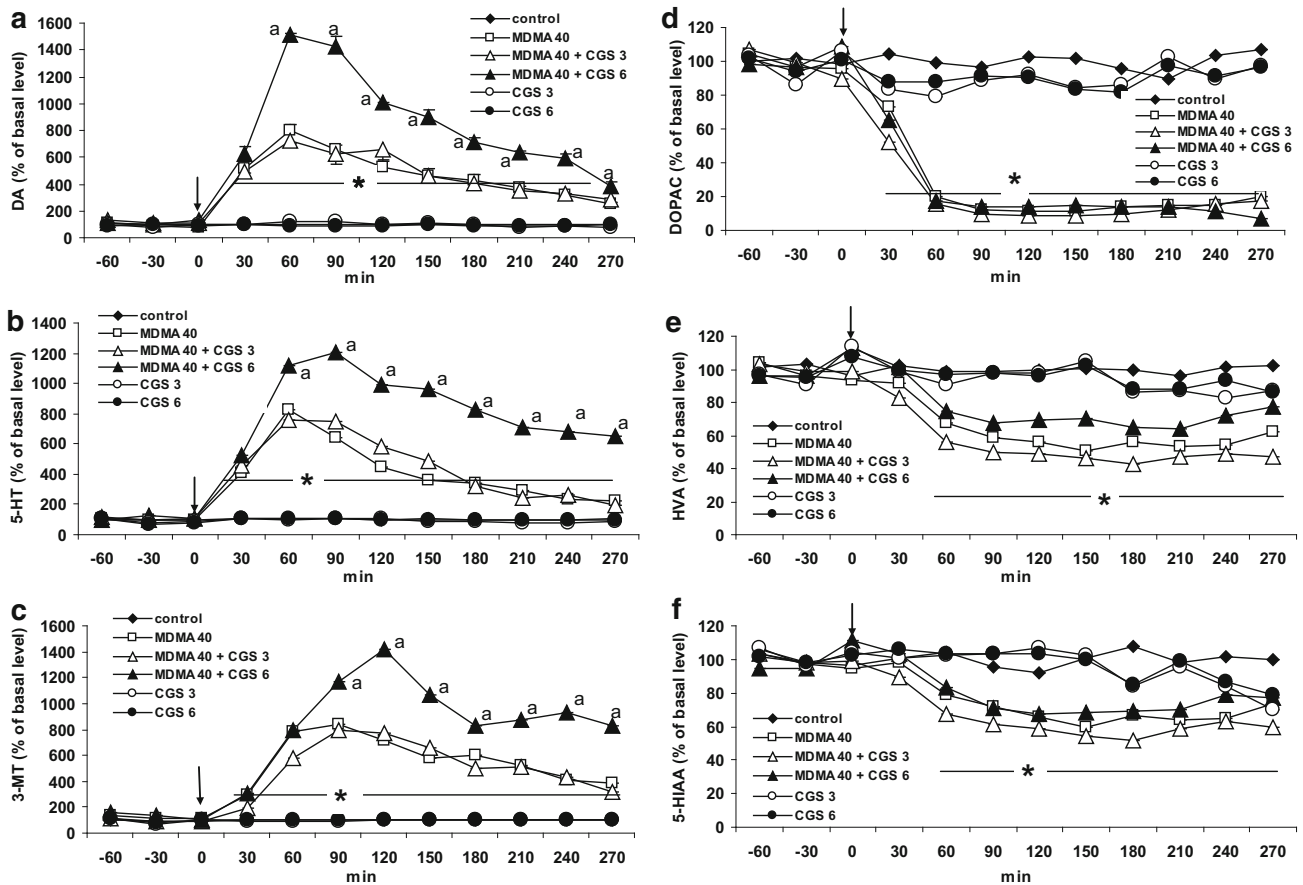 a
DA (% of basal level)
1600
1400
1200
1000
800
600
400
200
0
control
MDMA 40
MDMA 40 + CGS 3
MDMA 40 + CGS 6
CGS 3
CGS 6
a a a a a a a a
*
-60 -30 0 30 60 90 120 150 180 210 240 270
min
b
5-HT (% of basal level)
1400
1200
1000
800
600
400
200
0
control
MDMA 40
MDMA 40 + CGS 3
MDMA 40 + CGS 6
CGS 3
CGS 6
a a a a a a a a
*
-60 -30 0 30 60 90 120 150 180 210 240 270
min
c
3-MT (% of basal level)
1800
1600
1400
1200
1000
800
600
400
200
0
control
MDMA 40
MDMA 40 + CGS 3
MDMA 40 + CGS 6
CGS 3
CGS 6
a a a a a a a
*
-60 -30 0 30 60 90 120 150 180 210 240 270
min
d
DOPAC (% of basal level)
120
100
80
60
40
20
0
control
MDMA 40
MDMA 40 + CGS 3
MDMA 40 + CGS 6
CGS 3
CGS 6
*
-60 -30 0 30 60 90 120 150 180 210 240 270
min
e
HVA (% of basal level)
120
100
80
60
40
20
0
control
MDMA 40
MDMA 40 + CGS 3
MDMA 40 + CGS 6
CGS 3
CGS 6
*
-60 -30 0 30 60 90 120 150 180 210 240 270
min
f
5-HIAA (% of basal level)
120
100
80
60
40
20
0
control
MDMA 40
MDMA 40 + CGS 3
MDMA 40 + CGS 6
CGS 3
CGS 6
*
-60 -30 0 30 60 90 120 150 180 210 240 270
min